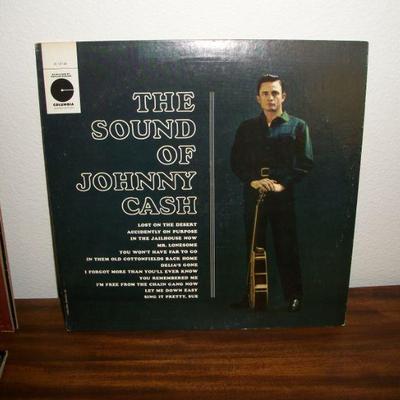 COLUMBIA
THE
SOUND
OF
JOHNNY
CASH
LOST ON THE DESERT
ACCIDENTLY ON PURPOSE
IN THE JAILHOUSE NOW
MR. LONESOME
YOU WON'T HAVE FAR TO GO
IN THEM OLD COTTONFIELDS BACK HOME
DELIA'S GONE
I FORGOT MORE THAN YOU'LL EVER KNOW
YOU REMEMBERED ME
I'M FREE FROM THE CHAIN GANG NOW
LET ME DOWN EASY
SING IT PRETTY, SUE